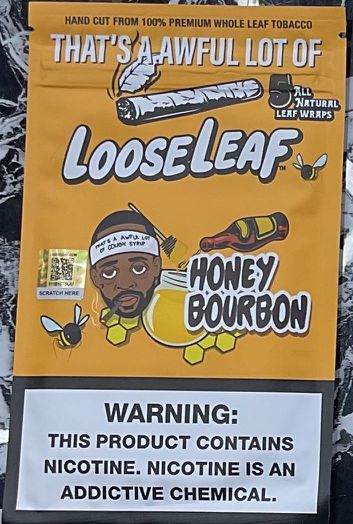 HAND CUT FROM 100% PREMIUM WHOLE LEAF TOBACCO
THAT'S A AWFUL LOT OF
5 ALL
NATURAL
LEAF WRAPS
LOOSELEAF™
THAT'S A AWFUL LOT
OF COUGH SYRUP
HONEY
BOURBON
SCRATCH HERE
WARNING:
THIS PRODUCT CONTAINS
NICOTINE. NICOTINE IS AN
ADDICTIVE CHEMICAL.